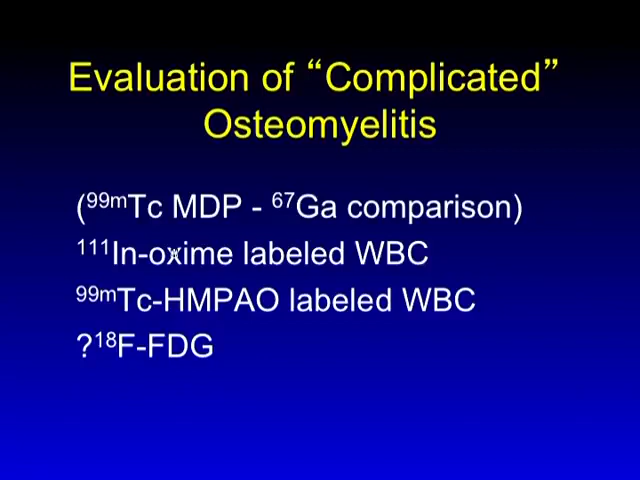 Evaluation of “Complicated”
Osteomyelitis
(⁹⁹ᵐTc MDP - ⁶⁷Ga comparison)
¹¹¹In-oxime labeled WBC
⁹⁹ᵐTc-HMPAO labeled WBC
?¹⁸F-FDG